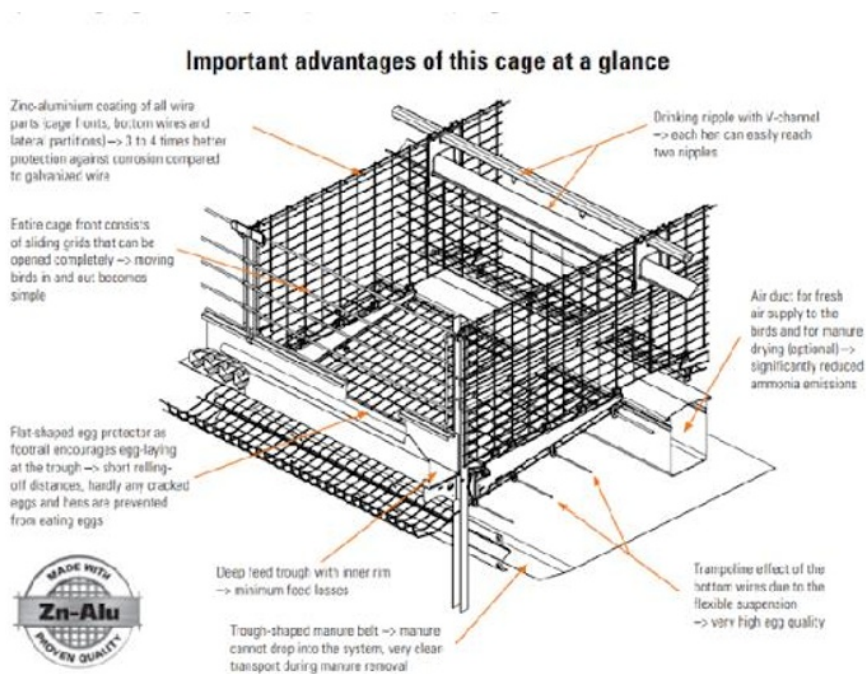 Important advantages of this cage at a glance
Zinc-aluminium coating of all wire
parts (cage fronts, bottom wires and
lateral partitions) –> 3 to 4 times better
protection against corrosion compared
to galvanized wire
Drinking nipple with V-channel
–> each hen can easily reach
two nipples
Entire cage front consists
of sliding grids that can be
opened completely –> moving
birds in and out becomes
simple
Air duct for fresh
air supply to the
birds and for manure
drying (optional) –>
significantly reduced
ammonia emissions
Flat-shaped egg protector as
footrail encourages egg-laying
at the trough –> short rolling-
off distances, hardly any cracked
eggs and hens are prevented
from eating eggs
Deep feed trough with inner rim
–> minimum feed losses
Trampoline effect of the
bottom wires due to the
flexible suspension
–> very high egg quality
Trough-shaped manure belt –> manure
cannot drop into the system, very clean
transport during manure removal
MADE WITH
Zn-Alu
PROVEN QUALITY